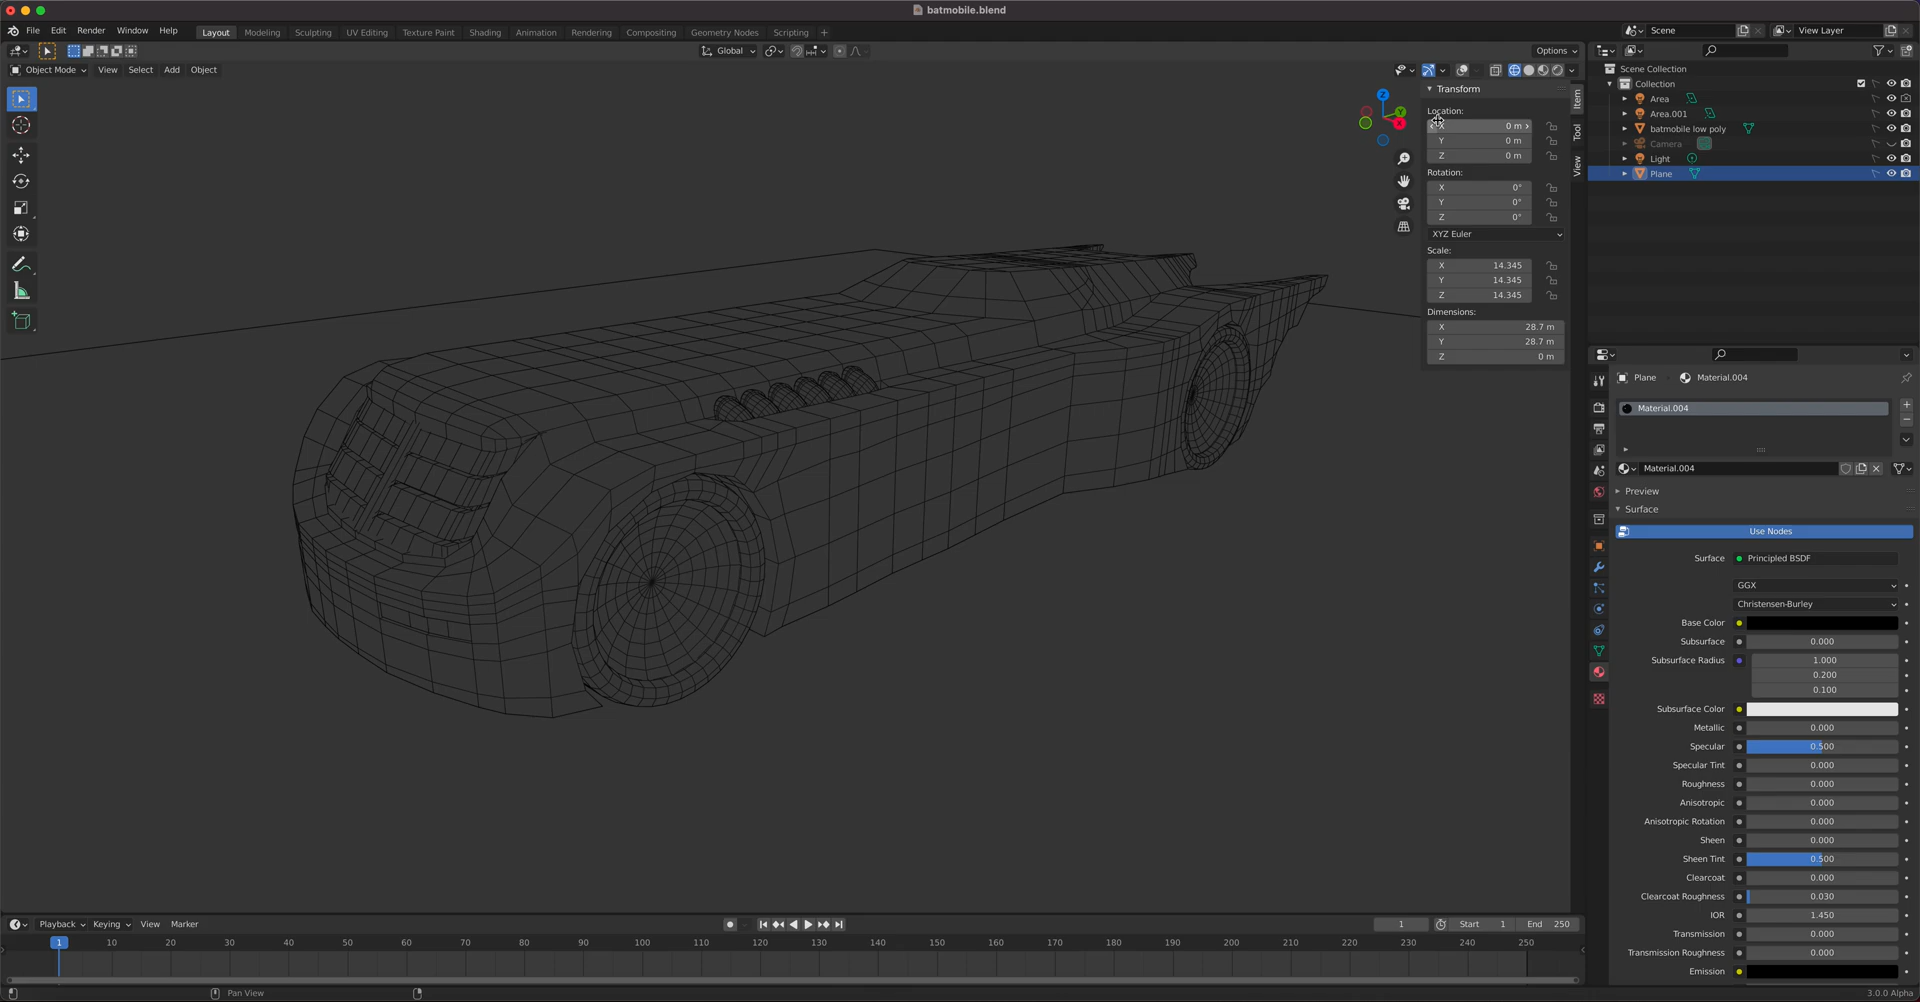 batmobile.blend
File Edit Render Window Help Layout Modeling Sculpting UV Editing Texture Paint Shading Animation Rendering Compositing Geometry Nodes Scripting + Scene View Layer
Global Options
Object Mode View Select Add Object
Scene Collection
Collection
Area
Area.001
batmobile low poly
Camera
Light
Plane
Transform
Location:
X 0 m
Y 0 m
Z 0 m
Rotation:
X 0°
Y 0°
Z 0°
XYZ Euler
Scale:
X 14.345
Y 14.345
Z 14.345
Dimensions:
X 28.7 m
Y 28.7 m
Z 0 m
Item
Tool
View
Z
Y
X
Plane Material.004
Material.004
Material.004
Preview
Surface
Use Nodes
Surface Principled BSDF
GGX
Christensen-Burley
Base Color
Subsurface 0.000
Subsurface Radius 1.000
0.200
0.100
Subsurface Color
Metallic 0.000
Specular 0.500
Specular Tint 0.000
Roughness 0.000
Anisotropic 0.000
Anisotropic Rotation 0.000
Sheen 0.000
Sheen Tint 0.500
Clearcoat 0.000
Clearcoat Roughness 0.030
IOR 1.450
Transmission 0.000
Transmission Roughness 0.000
Emission
Playback Keying View Marker 1 Start 1 End 250
1 10 20 30 40 50 60 70 80 90 100 110 120 130 140 150 160 170 180 190 200 210 220 230 240 250
Pan View 3.0.0 Alpha